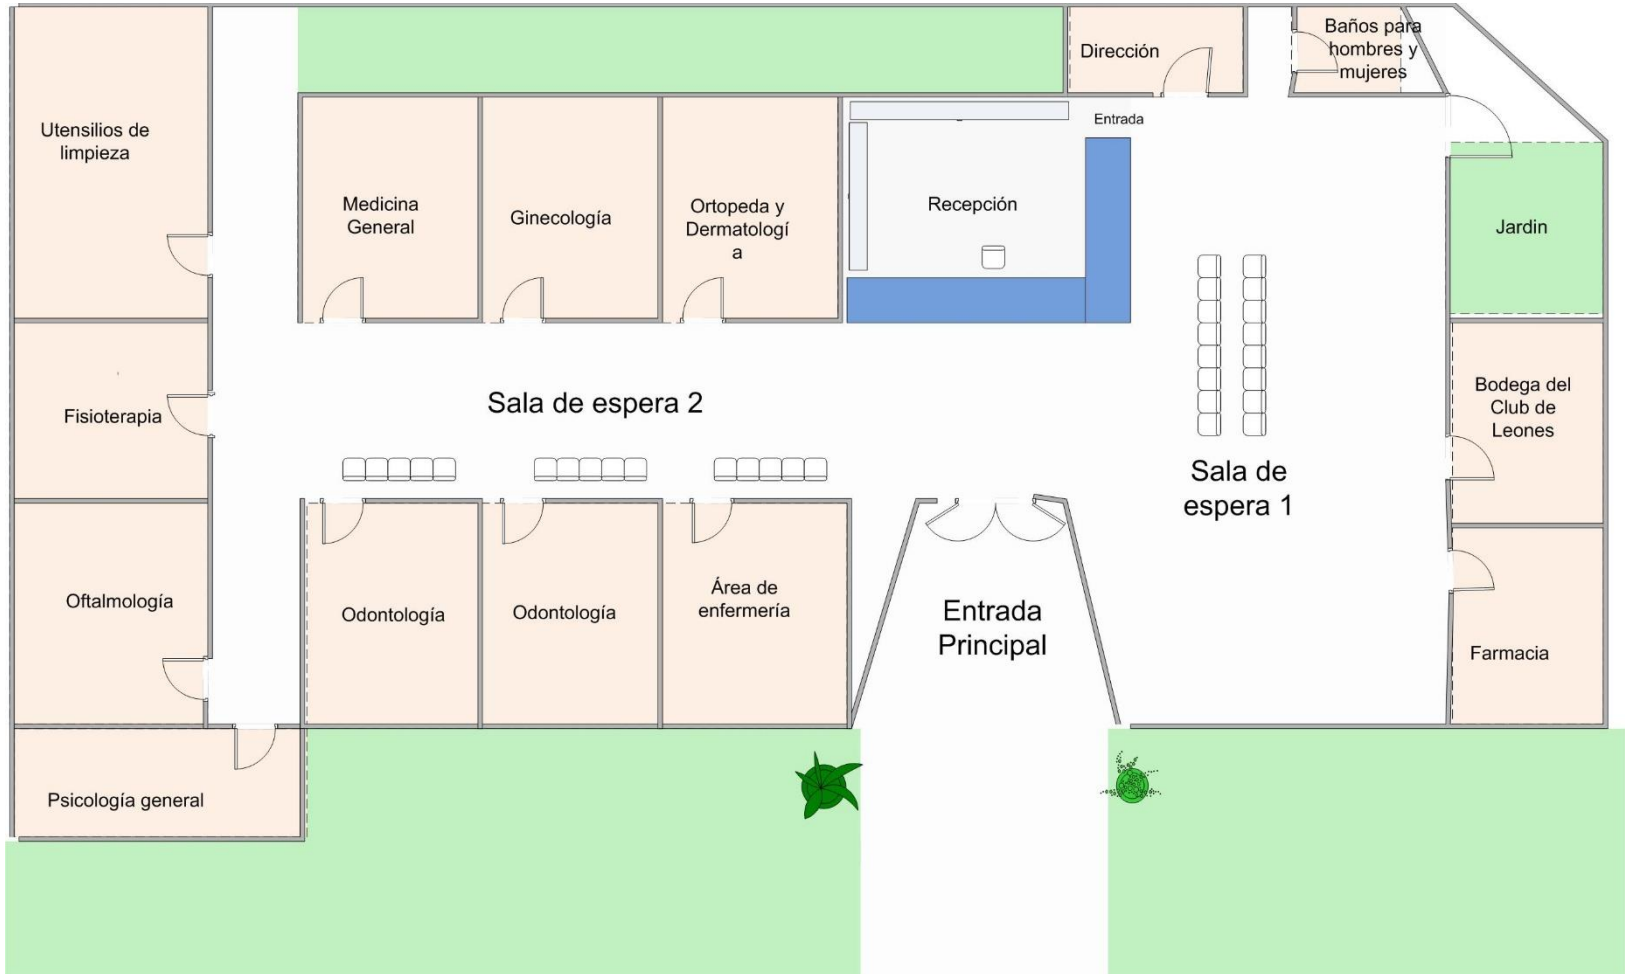 Dirección
Baños para
hombres y
mujeres
Utensilios de
limpieza
Entrada
Medicina
General
Ginecología
Ortopeda y
Dermatologí
a
Recepción
Jardin
Fisioterapia
Sala de espera 2
Bodega del
Club de
Leones
Sala de
espera 1
Oftalmología
Odontología
Odontología
Área de
enfermería
Entrada
Principal
Farmacia
Psicología general